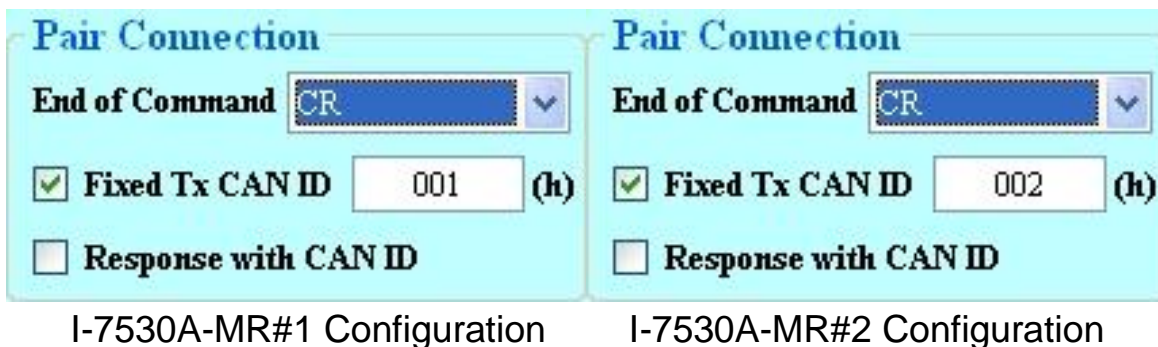 Pair Connection
End of Command CR
Fixed Tx CAN ID 001 (h)
Response with CAN ID
Pair Connection
End of Command CR
Fixed Tx CAN ID 002 (h)
Response with CAN ID
I-7530A-MR#1 Configuration
I-7530A-MR#2 Configuration